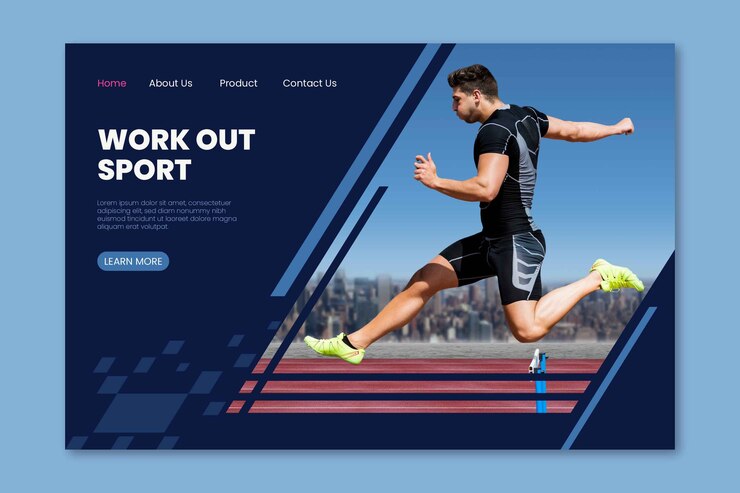 Home About Us Product Contact Us
WORK OUT
SPORT
Lorem ipsum dolor sit amet, consectetuer
adipiscing elit, sed diam nonummy nibh
euismod tincidunt ut laoreet dolore magna
aliquam erat volutpat.
LEARN MORE